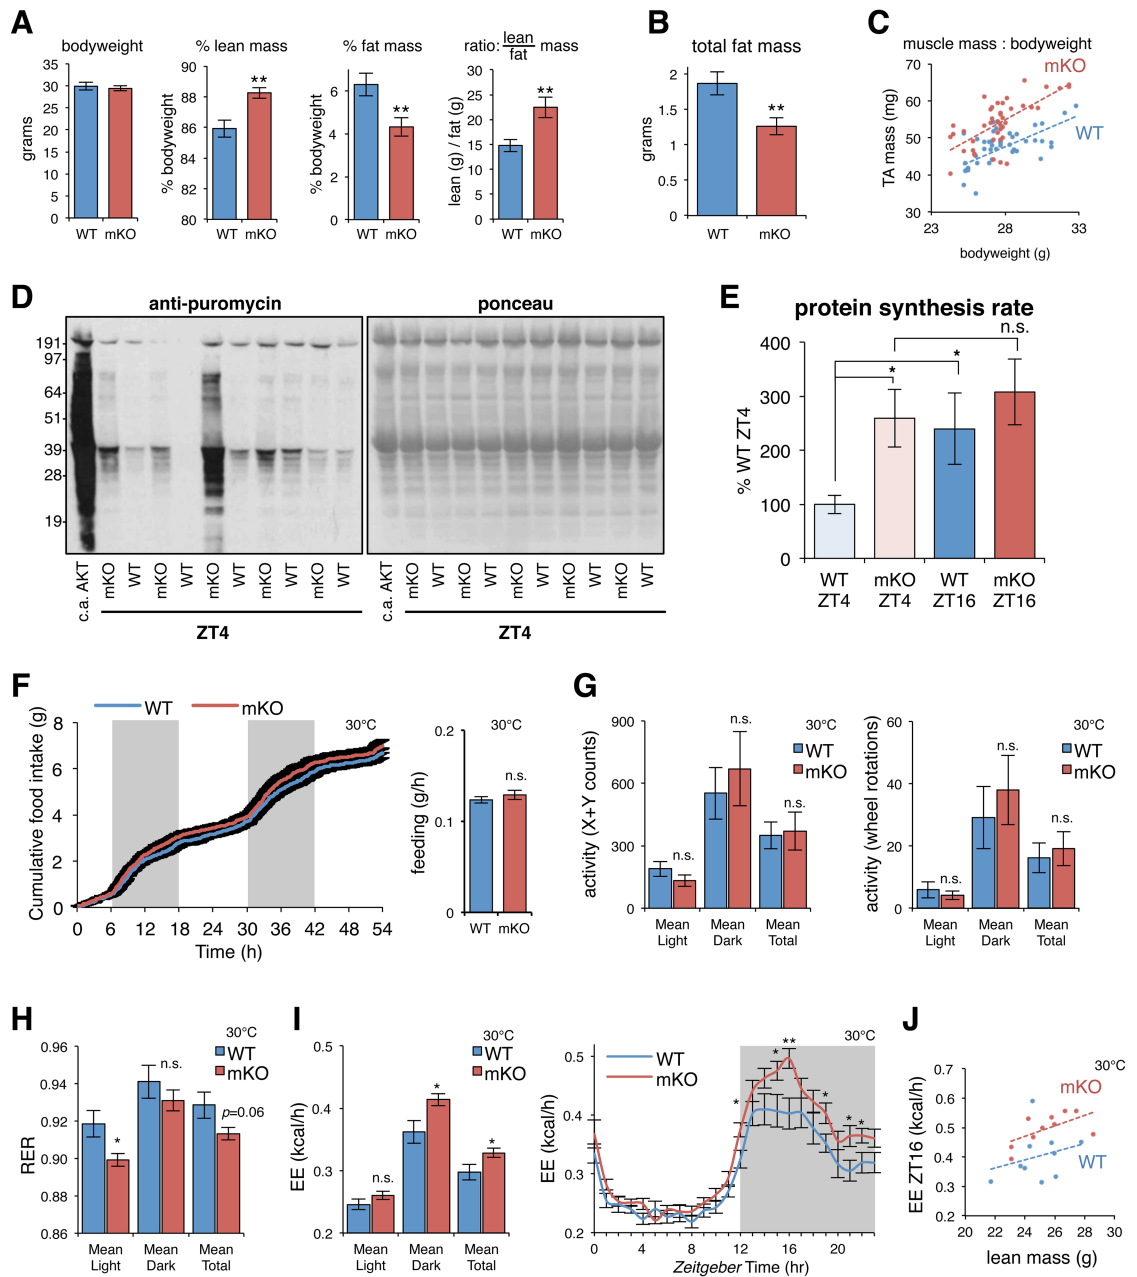 A
bodyweight
% lean mass
% fat mass
ratio: lean/fat mass
grams
35
30
25
20
15
10
5
0
WT mKO
% bodyweight
90
88
86
84
82
80
**
WT mKO
% bodyweight
6
4
2
0
**
WT mKO
lean (g) / fat (g)
30
25
20
15
10
5
0
**
WT mKO
B
total fat mass
grams
2
1.5
1
0.5
0
**
WT mKO
C
muscle mass : bodyweight
TA mass (mg)
70
60
50
40
30
mKO
WT
23 28 33
bodyweight (g)
D
anti-puromycin
ponceau
191
97
64
51
39
28
19
c.a. AKT mKO WT mKO WT mKO WT mKO WT mKO WT
ZT4
c.a. AKT mKO WT mKO WT mKO WT mKO WT mKO WT
ZT4
E
protein synthesis rate
n.s.
*
*
% WT ZT4
400
300
200
100
0
WT mKO WT mKO
ZT4 ZT4 ZT16 ZT16
F
WT mKO
30°C
Cumulative food intake (g)
8
6
4
2
0
0 6 12 18 24 30 36 42 48 54
Time (h)
30°C
feeding (g/h)
0.2
0.1
0
n.s.
WT mKO
G
activity (X+Y counts)
900
600
300
0
30°C
WT
mKO
n.s.
n.s.
n.s.
Mean Mean Mean
Light Dark Total
activity (wheel rotations)
60
40
20
0
30°C
WT
mKO
n.s.
n.s.
n.s.
Mean Mean Mean
Light Dark Total
H
RER
0.96
0.94
0.92
0.90
0.88
0.86
30°C
WT
mKO
*
n.s.
p=0.06
Mean Mean Mean
Light Dark Total
I
EE (kcal/h)
0.5
0.4
0.3
0.2
30°C
WT
mKO
n.s.
*
*
Mean Mean Mean
Light Dark Total
EE (kcal/h)
0.5
0.4
0.3
0.2
WT
mKO
30°C
*
*
**
*
*
*
0 4 8 12 16 20
Zeitgeber Time (hr)
J
30°C
EE ZT16 (kcal/h)
0.7
0.6
0.5
0.4
0.3
0.2
mKO
WT
20 22 24 26 28 30
lean mass (g)